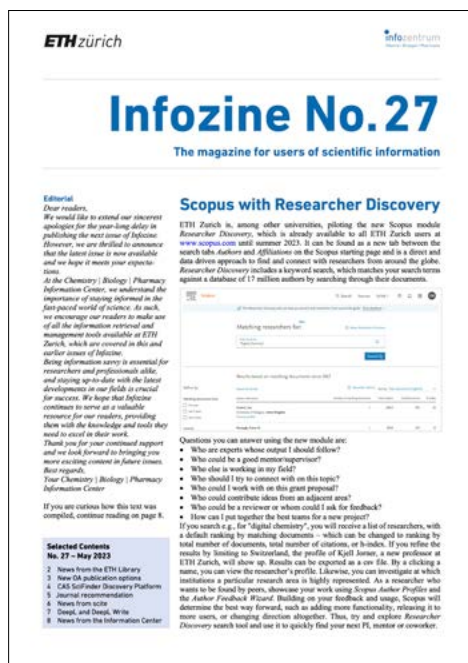 ETH zürich
infozentrum
Infozine No. 27
The magazine for users of scientific information
Editorial
Dear readers,
We would like to extend our sincerest
apologies for the year-long delay in
publishing the next issue of Infozine.
However, we are thrilled to announce
that the latest issue is now available
and we hope it meets your expecta-
tions.
At the Chemistry | Biology | Pharmacy
Information Center, we understand the
importance of staying informed in the
fast-paced world of science. As such,
we encourage our readers to make use
of all the information retrieval and
management tools available at ETH
Zurich, which are covered in this and
earlier issues of Infozine.
Being information savvy is essential for
researchers and professionals alike,
and staying up-to-date with the latest
developments in our fields is crucial
for success. We hope that Infozine
continues to serve as a valuable
resource for our readers, providing
them with the knowledge and tools they
need to excel in their work.
Thank you for your continued support
and we look forward to bringing you
more exciting content in future issues.
Best regards,
Your Chemistry | Biology | Pharmacy
Information Center
If you are curious how this text was
compiled, continue reading on page 8.
Selected Contents
No. 27 – May 2023
2 News from the ETH Library
3 New OA publication options
4 CAS SciFinder Discovery Platform
5 Journal recommendation
6 News from scite
7 DeepL and DeepL Write
8 News from the Information Center
Scopus with Researcher Discovery
ETH Zurich is, among other universities, piloting the new Scopus module
Researcher Discovery, which is already available to all ETH Zurich users at
www.scopus.com until summer 2023. It can be found as a new tab between the
search tabs Authors and Affiliations on the Scopus starting page and is a direct and
data driven approach to find and connect with researchers from around the globe.
Researcher Discovery includes a keyword search, which matches your search terms
against a database of 17 million authors by searching through their documents.
Matching researchers for:
Questions you can answer using the new module are:
• Who are experts whose output I should follow?
• Who could be a good mentor/supervisor?
• Who else is working in my field?
• Who should I try to connect with on this topic?
• Who could I work with on this grant proposal?
• Who could contribute ideas from an adjacent area?
• Who could be a reviewer or whom could I ask for feedback?
• How can I put together the best teams for a new project?
If you search e.g., for "digital chemistry", you will receive a list of researchers, with
a default ranking by matching documents – which can be changed to ranking by
total number of documents, total number of citations, or h-index. If you refine the
results by limiting to Switzerland, the profile of Kjell Jorner, a new professor at
ETH Zurich, will show up. Results can be exported as a csv file. By a clicking a
name, you can view the researcher's profile. Likewise, you can investigate at which
institutions a particular research area is highly represented. As a researcher who
wants to be found by peers, showcase your work using Scopus Author Profiles and
the Author Feedback Wizard. Building on your feedback and usage, Scopus will
determine the best way forward, such as adding more functionality, releasing it to
more users, or changing direction altogether. Thus, try and explore Researcher
Discovery search tool and use it to quickly find your next PI, mentor or coworker.